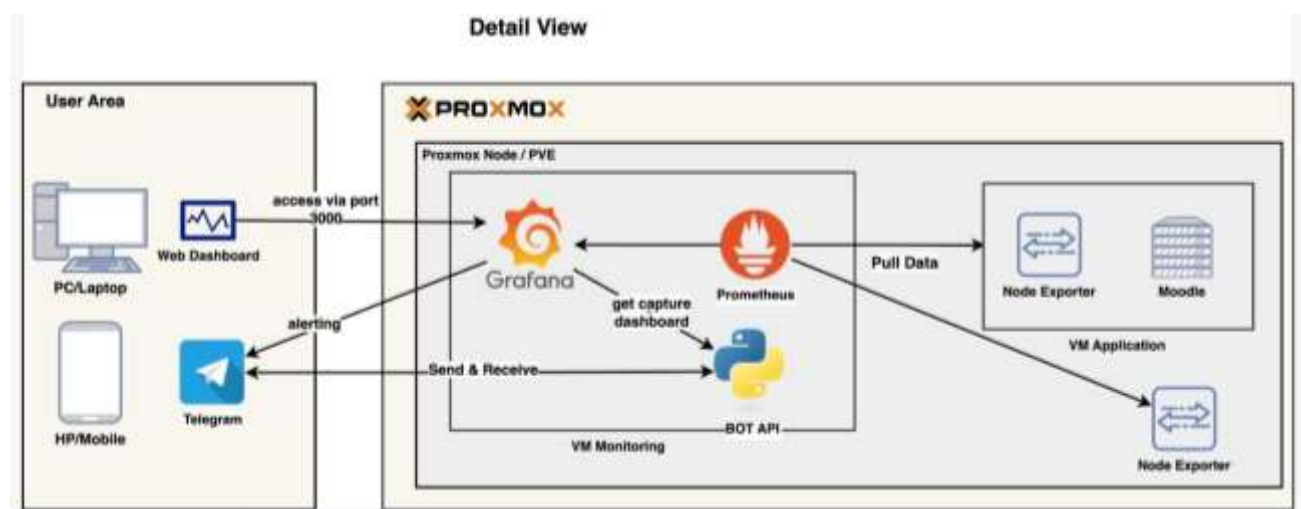 Detail View
User Area
PROXMOX
Proxmox Node / PVE
access via port
3000
Web Dashboard
PC/Laptop
Grafana
Prometheus
Pull Data
Node Exporter
Moodle
get capture
dashboard
alerting
VM Application
Send & Receive
Telegram
HP/Mobile
BOT API
VM Monitoring
Node Exporter